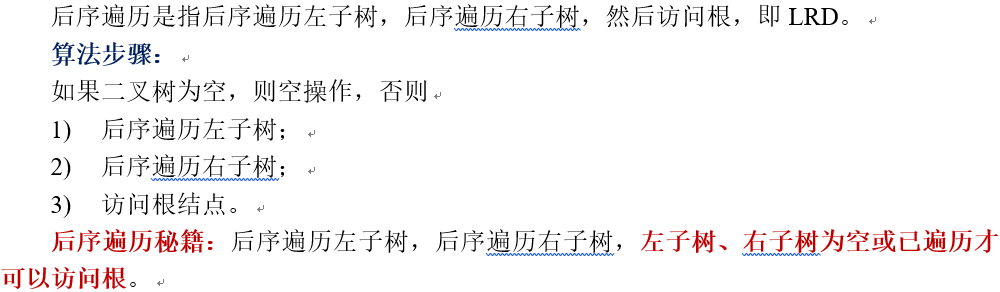 后序遍历是指后序遍历左子树，后序遍历右子树，然后访问根，即 LRD。
算法步骤：
如果二叉树为空，则空操作，否则
1) 后序遍历左子树；
2) 后序遍历右子树；
3) 访问根结点。
后序遍历秘籍：后序遍历左子树，后序遍历右子树，左子树、右子树为空或已遍历才
可以访问根。